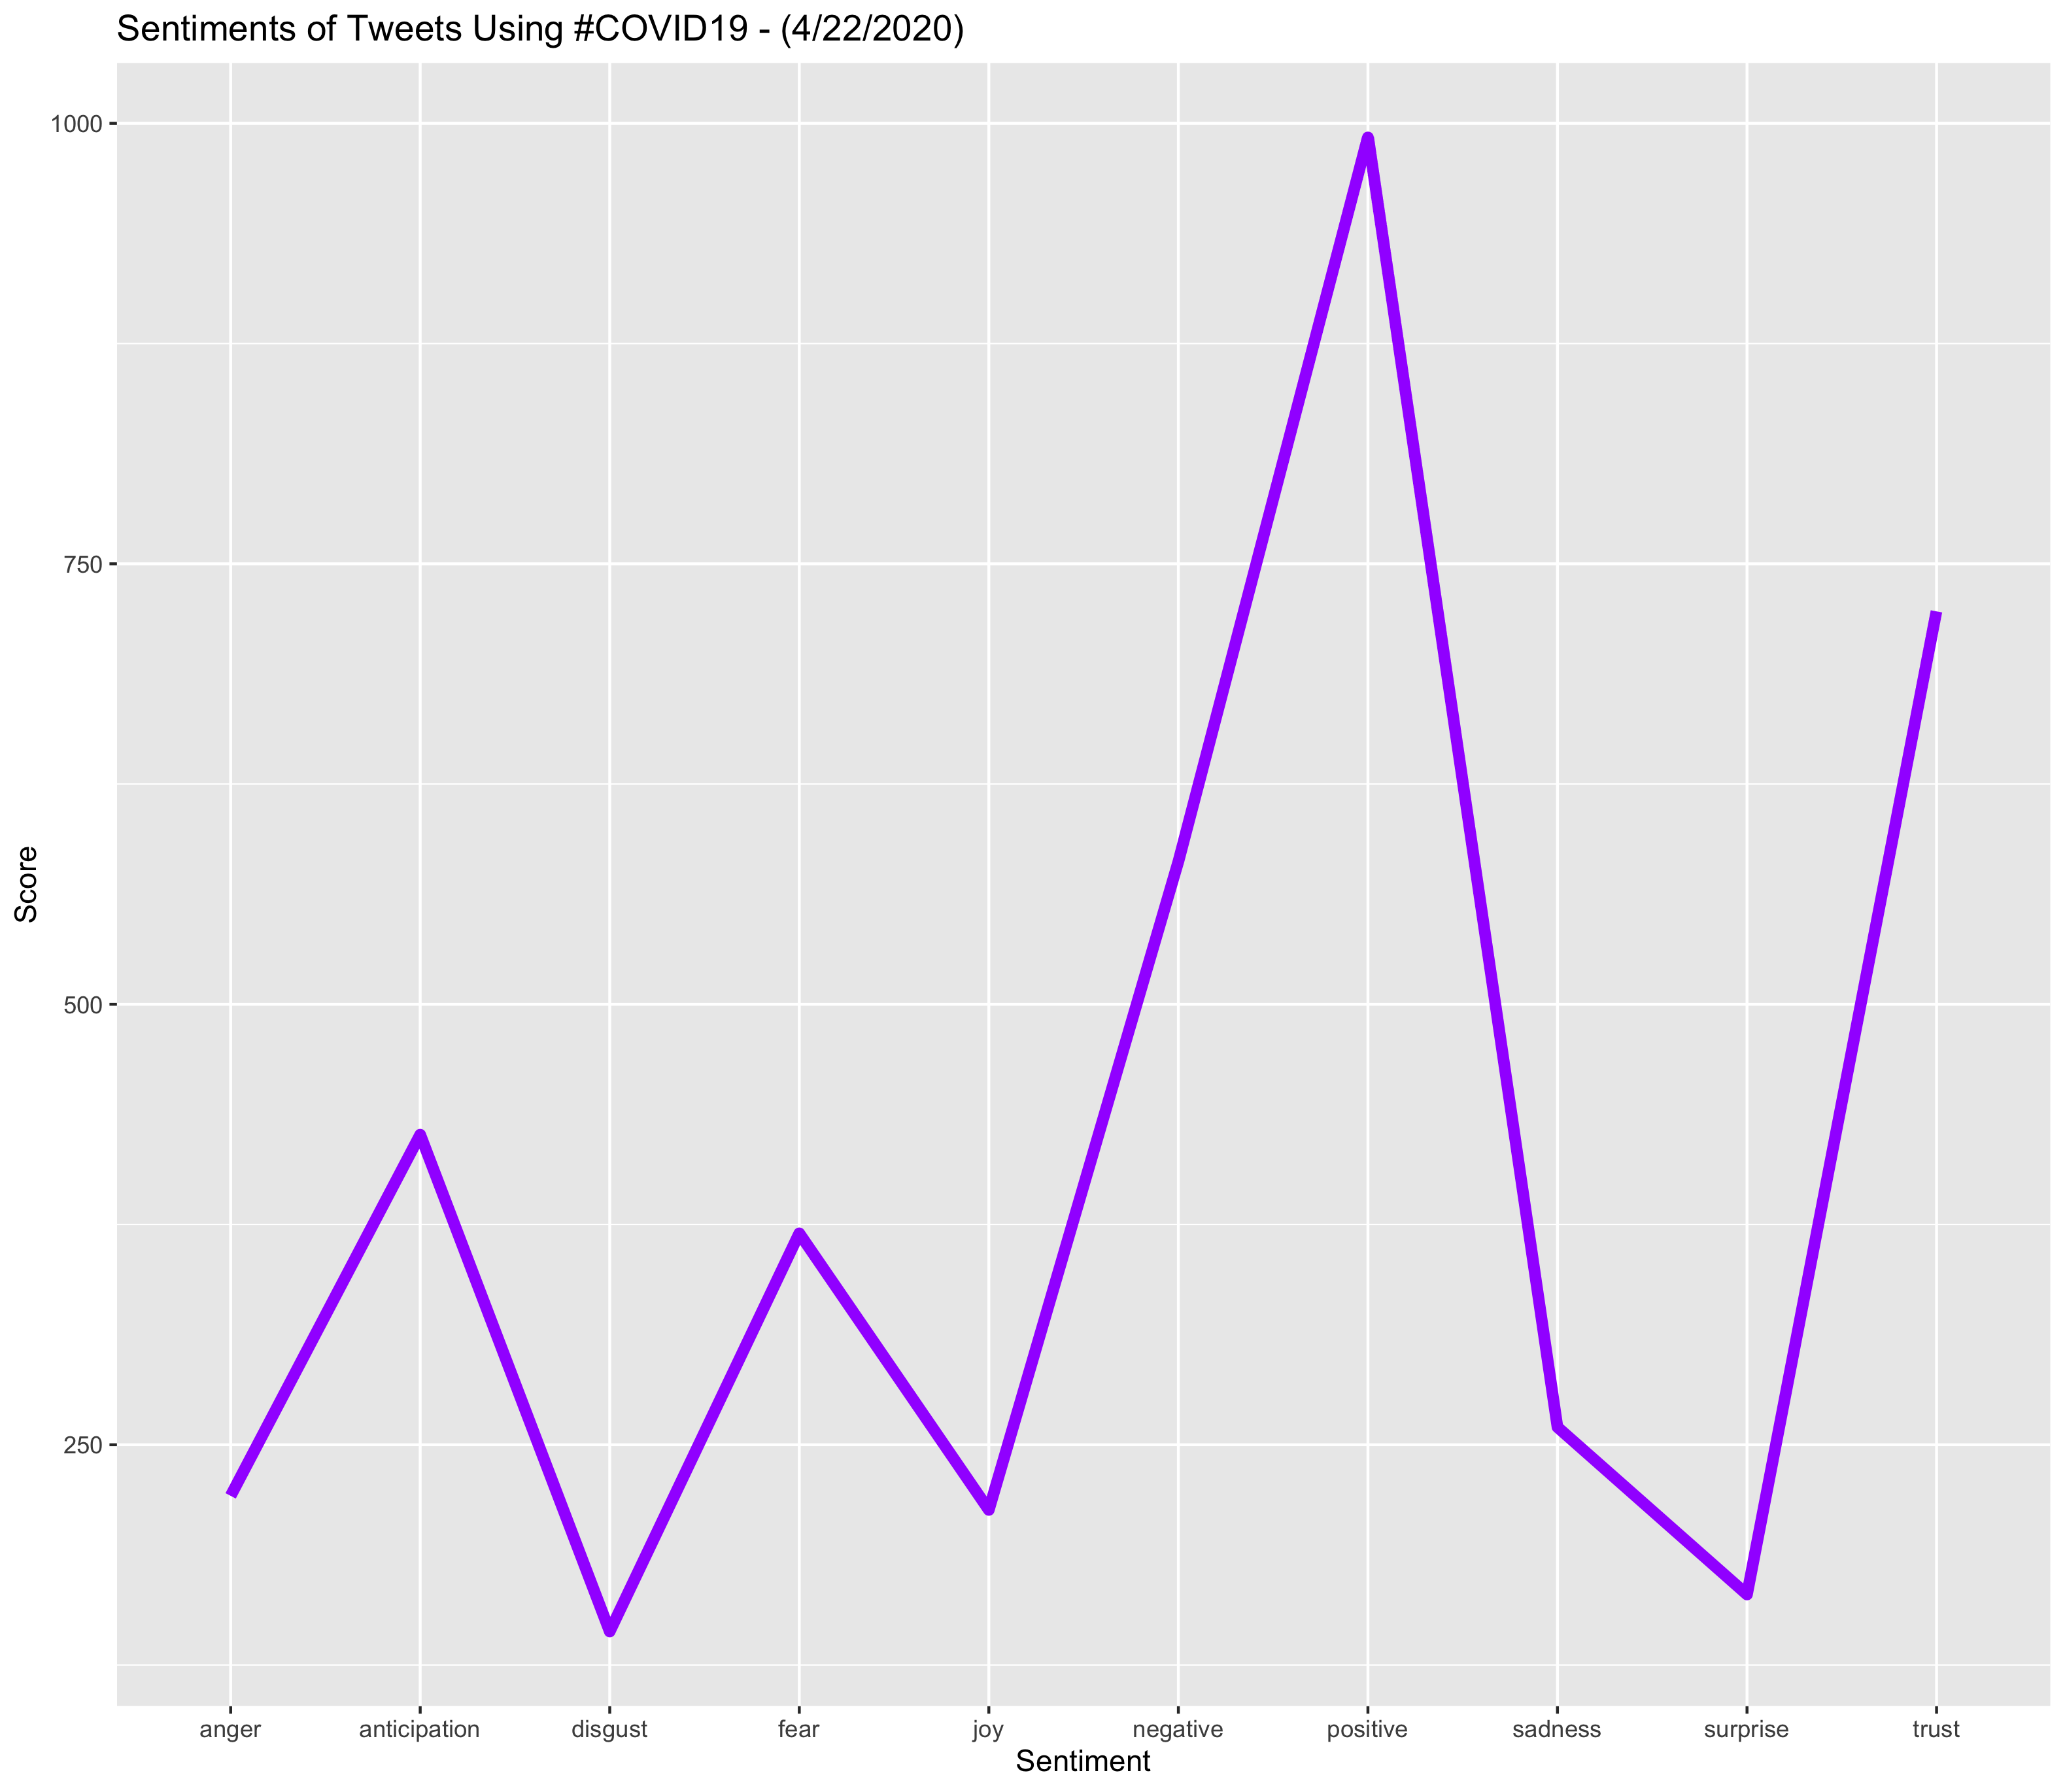 Sentiments of Tweets Using #COVID19 - (4/22/2020)
Score
1000
750
500
250
anger anticipation disgust fear joy negative positive sadness surprise trust
Sentiment